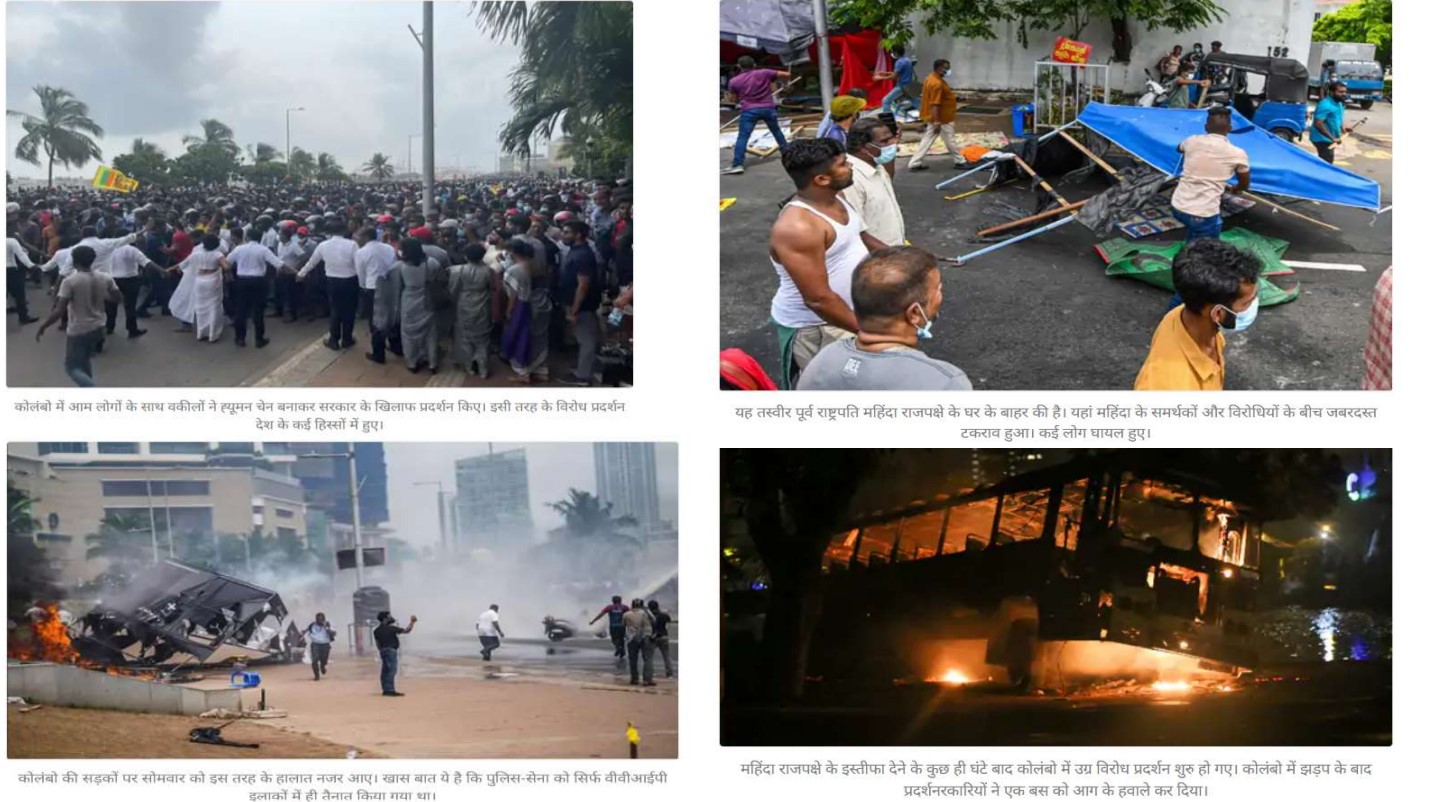 कोलंबो में आम लोगों के साथ वकीलों ने ह्यूमन चेन बनाकर सरकार के खिलाफ प्रदर्शन किए। इसी तरह के विरोध प्रदर्शन
देश के कई हिस्सों में हुए।
यह तस्वीर पूर्व राष्ट्रपति महिंदा राजपक्षे के घर के बाहर की है। यहां महिंदा के समर्थकों और विरोधियों के बीच जबरदस्त
टकराव हुआ। कई लोग घायल हुए।
कोलंबो की सड़कों पर सोमवार को इस तरह के हालात नजर आए। खास बात ये है कि पुलिस-सेना को सिर्फ वीवीआईपी
इलाकों में ही तैनात किया गया था।
महिंदा राजपक्षे के इस्तीफा देने के कुछ ही घंटे बाद कोलंबो में उग्र विरोध प्रदर्शन शुरु हो गए। कोलंबो में झड़प के बाद
प्रदर्शनरकारियों ने एक बस को आग के हवाले कर दिया।